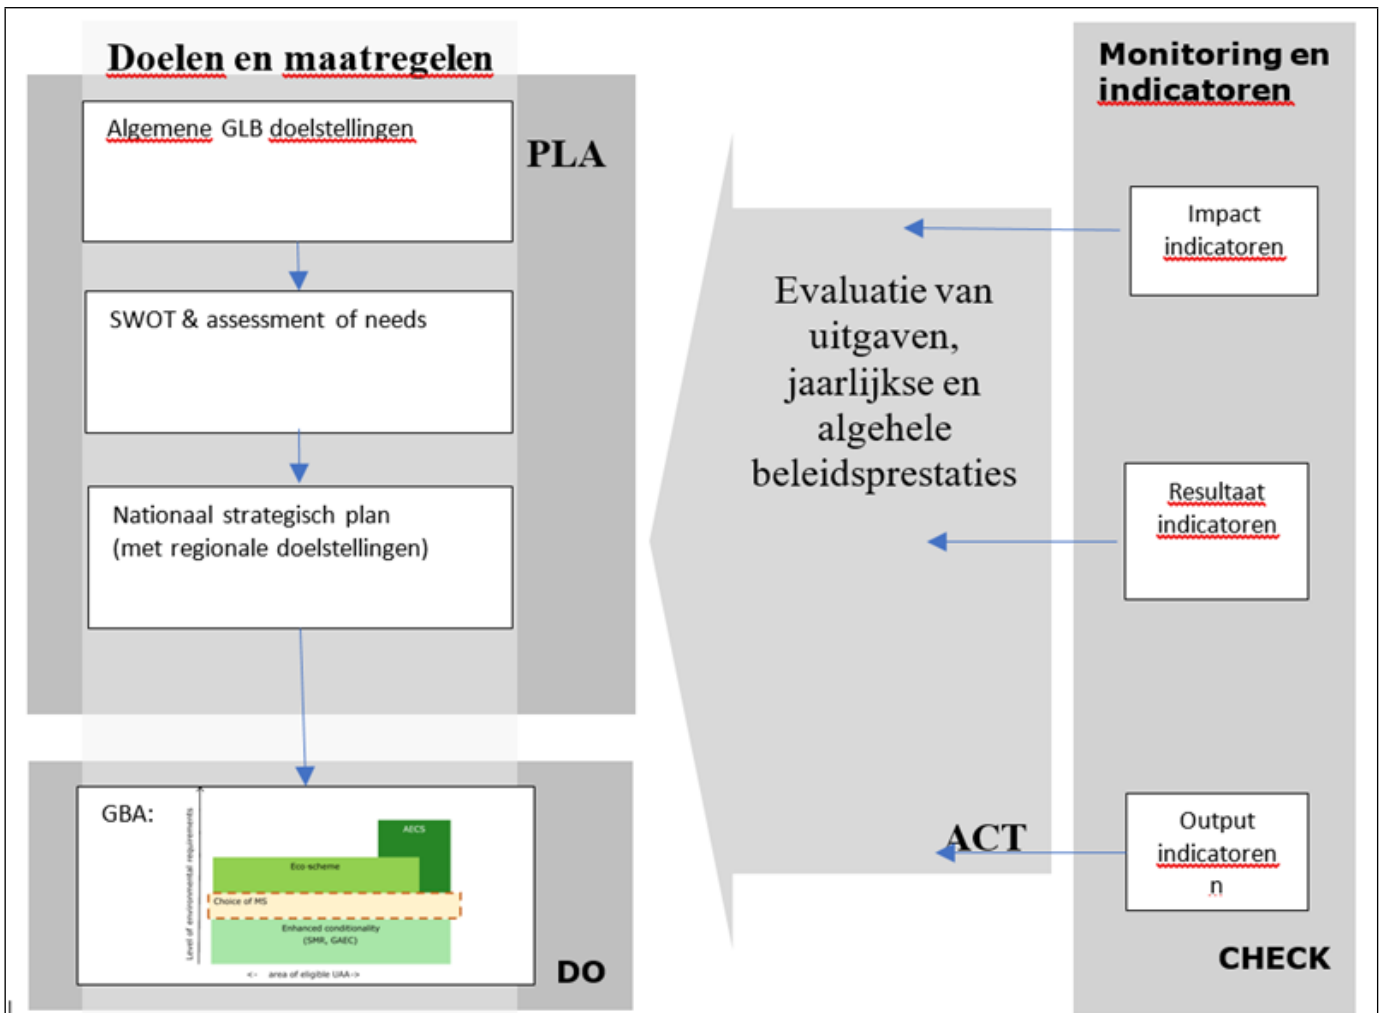 Doelen en maatregelen
Algemene GLB doelstellingen
PLA
SWOT & assessment of needs
Nationaal strategisch plan
(met regionale doelstellingen)
GBA:
Level of environmental requirements
AECS
Eco-scheme
Choice of MS
Enhanced conditionality
(SMR, GAEC)
<- area of eligible UAA->
DO
Evaluatie van
uitgaven,
jaarlijkse en
algehele
beleidsprestaties
ACT
Monitoring en
indicatoren
Impact
indicatoren
Resultaat
indicatoren
Output
indicatoren
n
CHECK